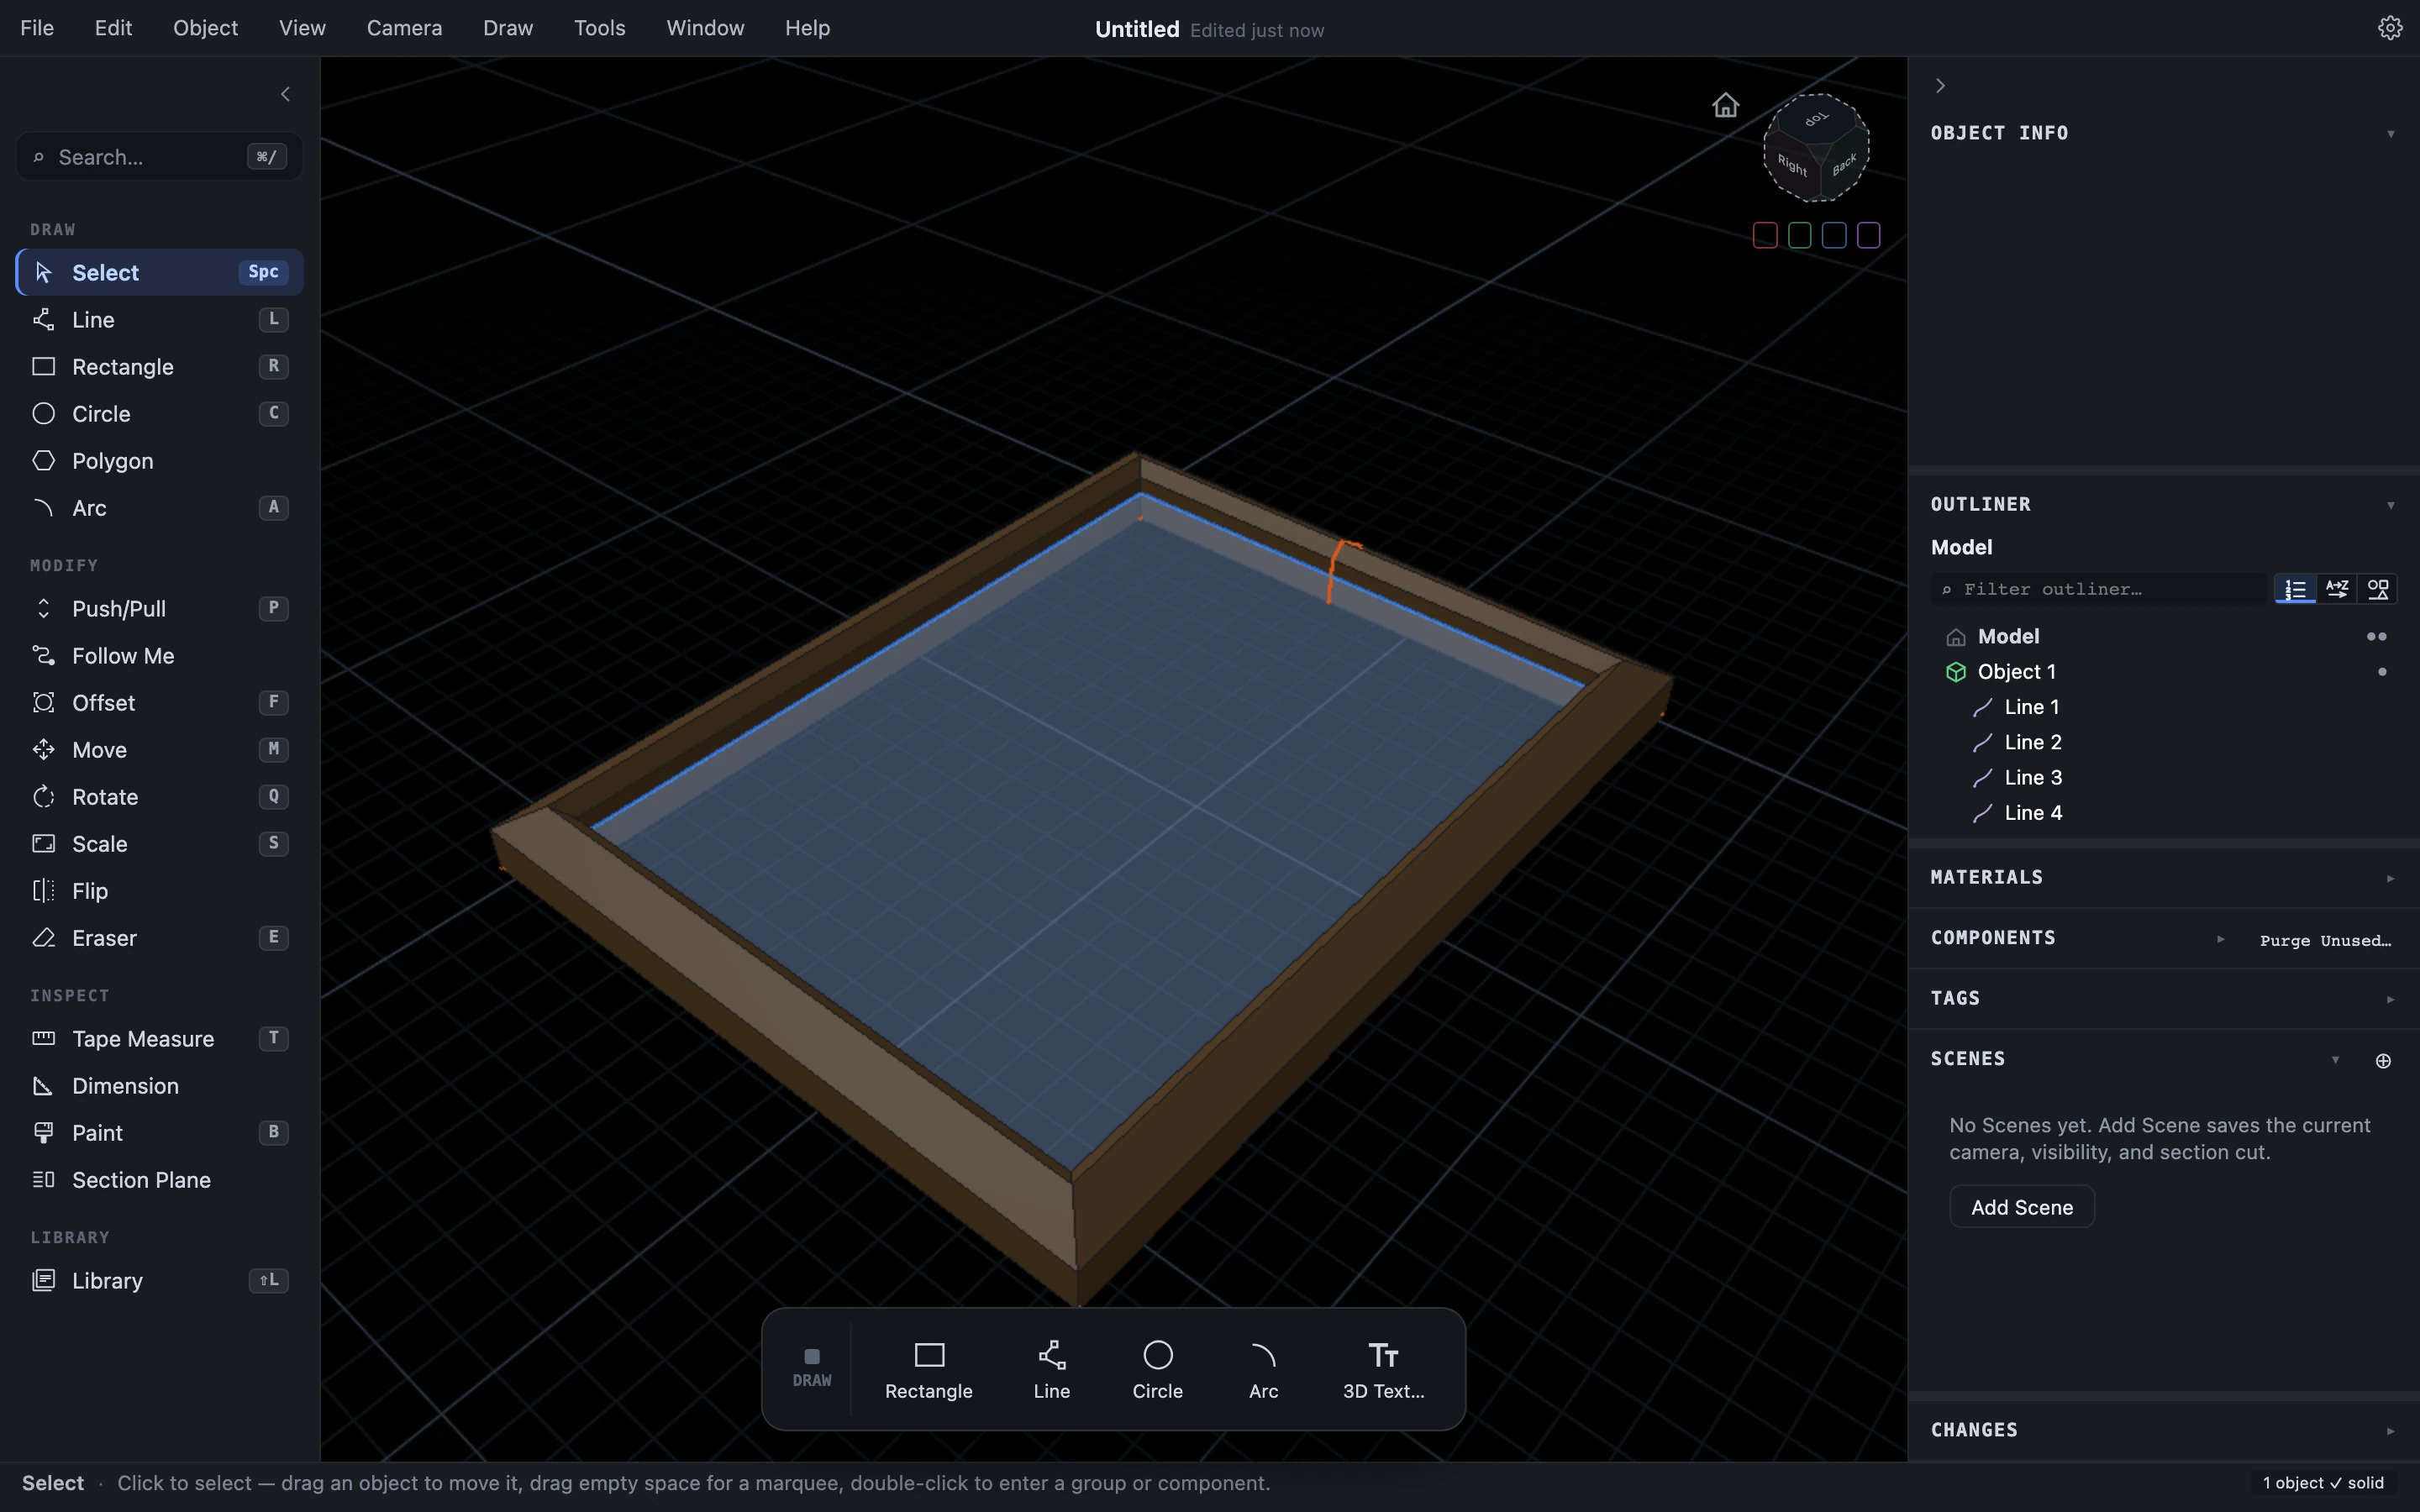 File Edit Object View Camera Draw Tools Window Help
Untitled Edited just now
Search... ⌘/
DRAW
Select Spc
Line L
Rectangle R
Circle C
Polygon
Arc A
MODIFY
Push/Pull P
Follow Me
Offset F
Move M
Rotate Q
Scale S
Flip
Eraser E
INSPECT
Tape Measure T
Dimension
Paint B
Section Plane
LIBRARY
Library ⇧L
Top
Right Back
DRAW
Rectangle Line Circle Arc 3D Text…
OBJECT INFO
OUTLINER
Model
Filter outliner…
Model
Object 1
Line 1
Line 2
Line 3
Line 4
MATERIALS
COMPONENTS Purge Unused…
TAGS
SCENES
No Scenes yet. Add Scene saves the current
camera, visibility, and section cut.
Add Scene
CHANGES
Select · Click to select — drag an object to move it, drag empty space for a marquee, double-click to enter a group or component.
1 object ✓ solid